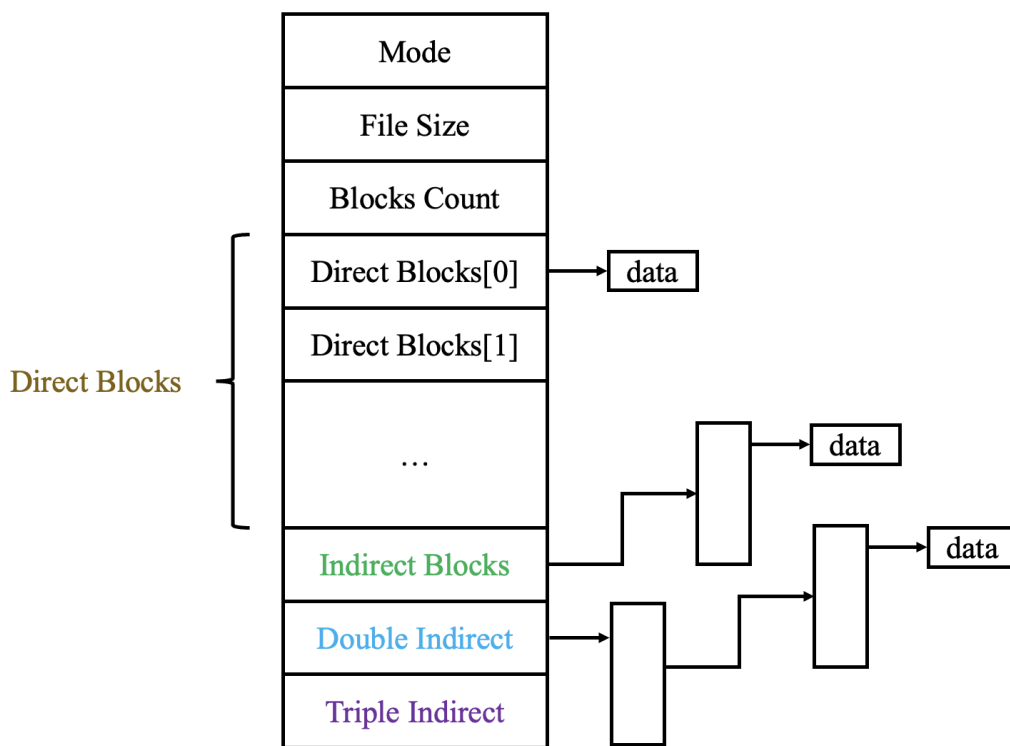 Mode
File Size
Blocks Count
Direct Blocks[0]
data
Direct Blocks[1]
Direct Blocks
...
data
Indirect Blocks
data
Double Indirect
Triple Indirect